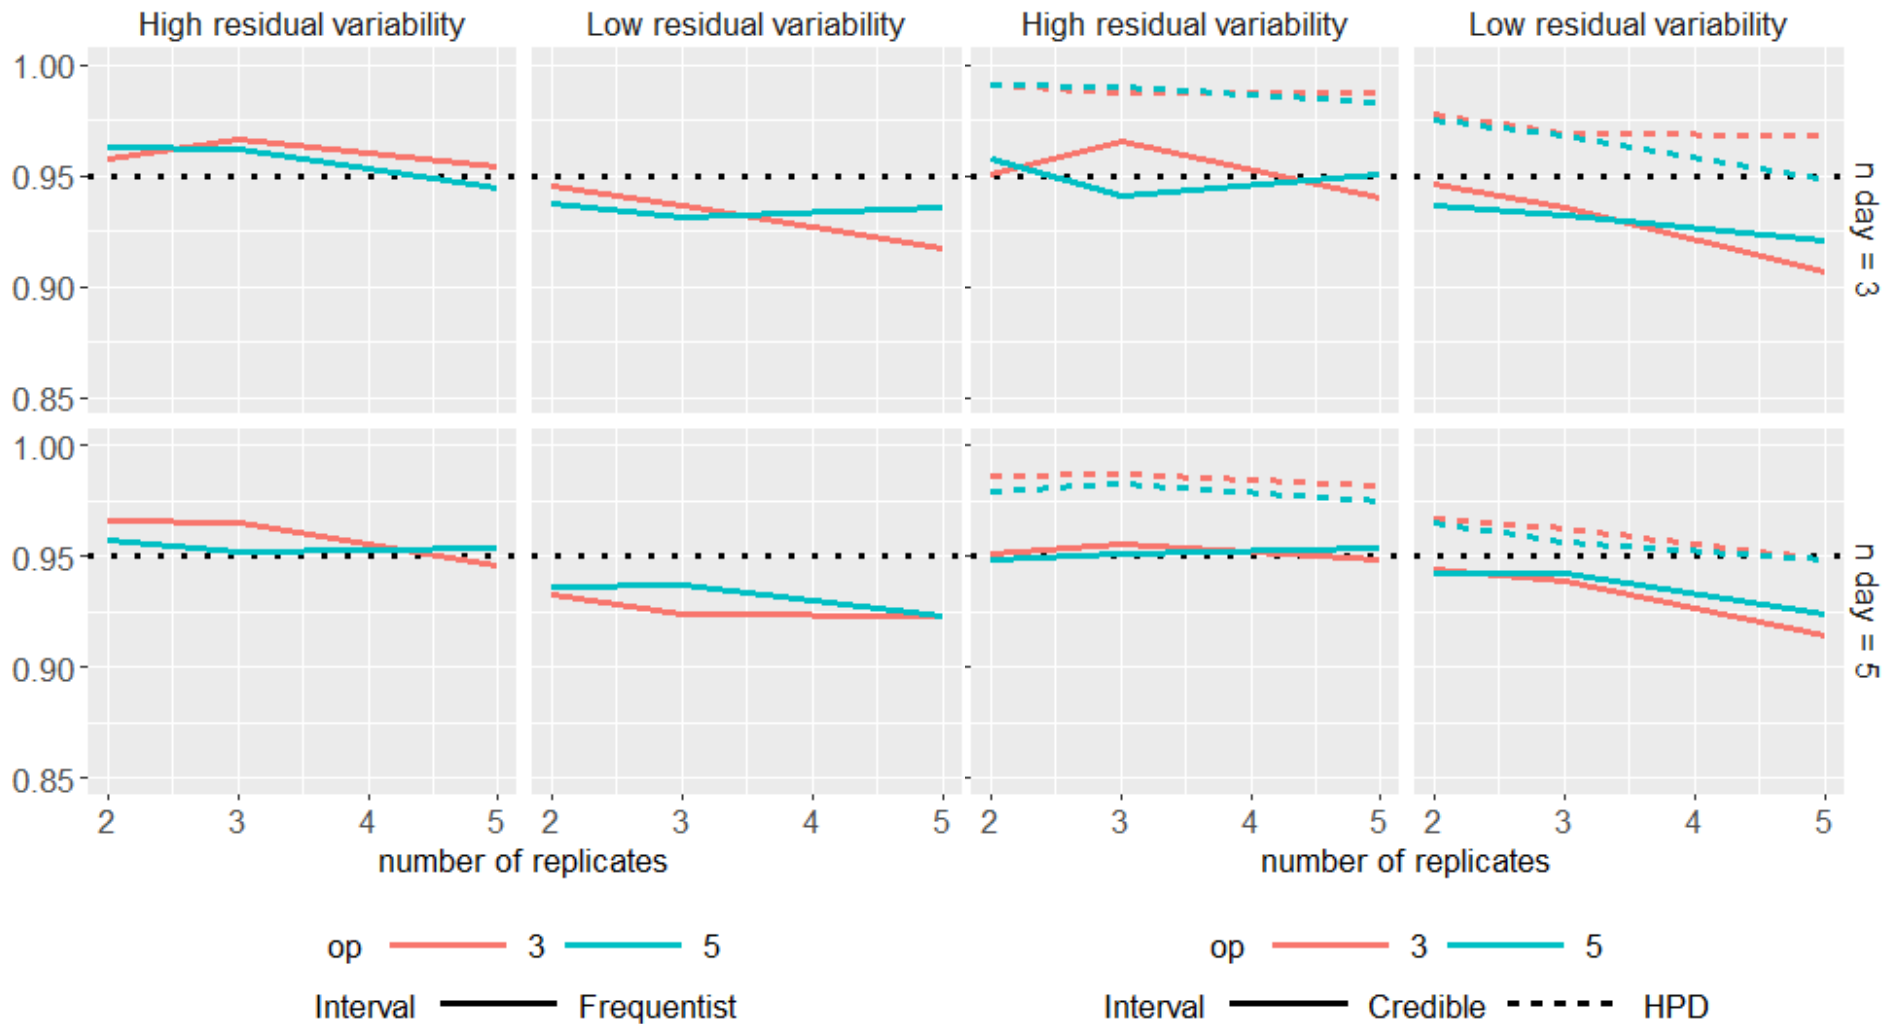 High residual variability
Low residual variability
High residual variability
Low residual variability
1.00
0.95
0.90
0.85
n day = 3
1.00
0.95
0.90
0.85
n day = 5
2 3 4 5
2 3 4 5
2 3 4 5
2 3 4 5
number of replicates
number of replicates
op 3 5
op 3 5
Interval Frequentist
Interval Credible HPD